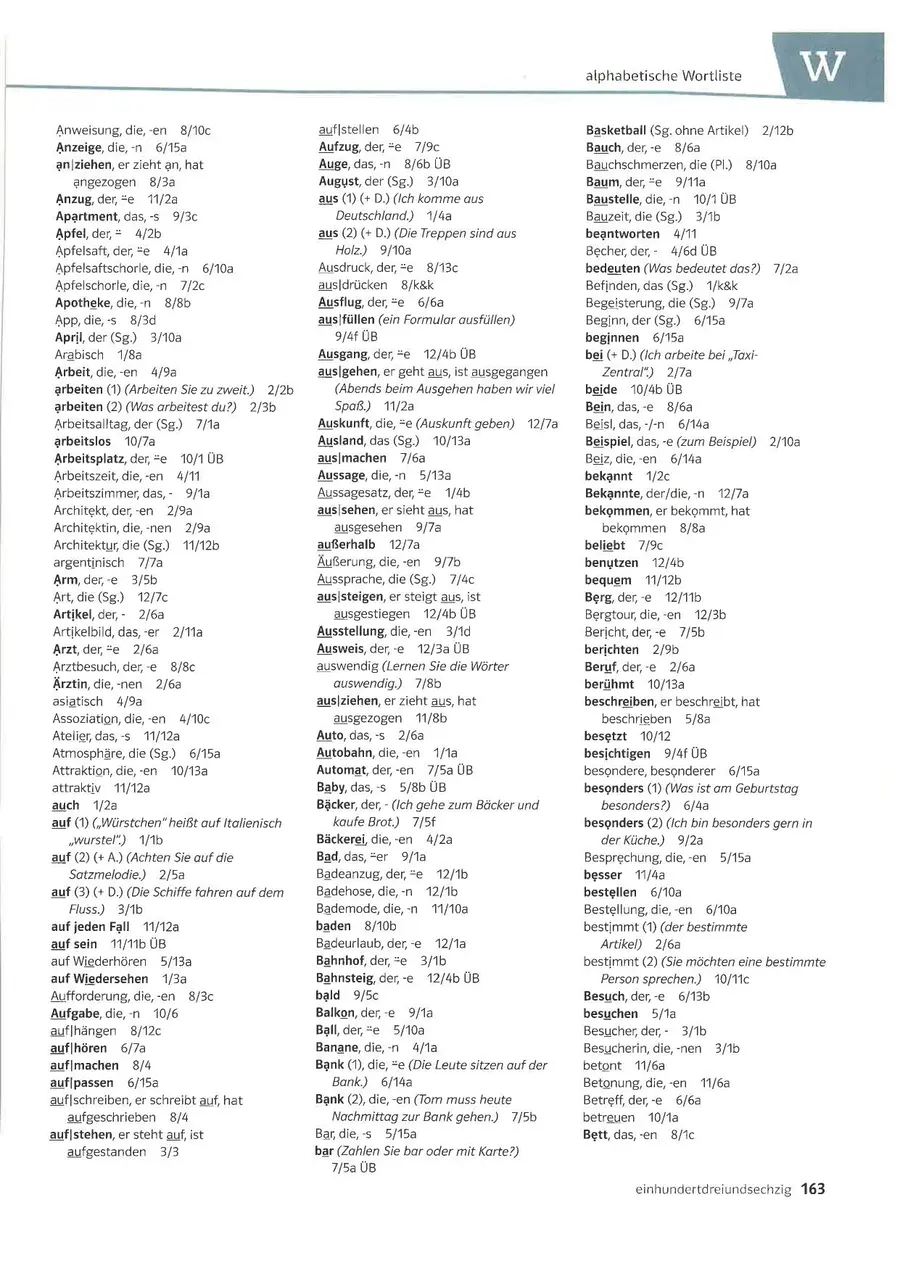 alphabetische Wortliste
W
Anweisung, die, -en 8/10c
Anzeige, die, -n 6/15a
an|ziehen, er zieht an, hat
angezogen 8/3a
Anzug, der, ⸚e 11/2a
Apartment, das, -s 9/3c
Apfel, der, ⸚ 4/2b
Apfelsaft, der, ⸚e 4/1a
Apfelsaftschorle, die, -n 6/10a
Apfelschorle, die, -n 7/2c
Apotheke, die, -n 8/8b
App, die, -s 8/3d
April, der (Sg.) 3/10a
Arabisch 1/8a
Arbeit, die, -en 4/9a
arbeiten (1) (Arbeiten Sie zu zweit.) 2/2b
arbeiten (2) (Was arbeitest du?) 2/3b
Arbeitsalltag, der (Sg.) 7/1a
arbeitslos 10/7a
Arbeitsplatz, der, ⸚e 10/1 ÜB
Arbeitszeit, die, -en 4/11
Arbeitszimmer, das, - 9/1a
Architekt, der, -en 2/9a
Architektin, die, -nen 2/9a
Architektur, die (Sg.) 11/12b
argentinisch 7/7a
Arm, der, -e 3/5b
Art, die (Sg.) 12/7c
Artikel, der, - 2/6a
Artikelbild, das, -er 2/11a
Arzt, der, ⸚e 2/6a
Arztbesuch, der, -e 8/8c
Ärztin, die, -nen 2/6a
asiatisch 4/9a
Assoziation, die, -en 4/10c
Atelier, das, -s 11/12a
Atmosphäre, die (Sg.) 6/15a
Attraktion, die, -en 10/13a
attraktiv 11/12a
auch 1/2a
auf (1) („Würstchen" heißt auf Italienisch
„wurstel".) 1/1b
auf (2) (+ A.) (Achten Sie auf die
Satzmelodie.) 2/5a
auf (3) (+ D.) (Die Schiffe fahren auf dem
Fluss.) 3/1b
auf jeden Fall 11/12a
auf sein 11/11b ÜB
auf Wiederhören 5/13a
auf Wiedersehen 1/3a
Aufforderung, die, -en 8/3c
Aufgabe, die, -n 10/6
auf|hängen 8/12c
auf|hören 6/7a
auf|machen 8/4
auf|passen 6/15a
auf|schreiben, er schreibt auf, hat
aufgeschrieben 8/4
auf|stehen, er steht auf, ist
aufgestanden 3/3
auf|stellen 6/4b
Aufzug, der, ⸚e 7/9c
Auge, das, -n 8/6b ÜB
August, der (Sg.) 3/10a
aus (1) (+ D.) (Ich komme aus
Deutschland.) 1/4a
aus (2) (+ D.) (Die Treppen sind aus
Holz.) 9/10a
Ausdruck, der, ⸚e 8/13c
aus|drücken 8/k&k
Ausflug, der, ⸚e 6/6a
aus|füllen (ein Formular ausfüllen)
9/4f ÜB
Ausgang, der, ⸚e 12/4b ÜB
aus|gehen, er geht aus, ist ausgegangen
(Abends beim Ausgehen haben wir viel
Spaß.) 11/2a
Auskunft, die, ⸚e (Auskunft geben) 12/7a
Ausland, das (Sg.) 10/13a
aus|machen 7/6a
Aussage, die, -n 5/13a
Aussagesatz, der, ⸚e 1/4b
aus|sehen, er sieht aus, hat
ausgesehen 9/7a
außerhalb 12/7a
Äußerung, die, -en 9/7b
Aussprache, die (Sg.) 7/4c
aus|steigen, er steigt aus, ist
ausgestiegen 12/4b ÜB
Ausstellung, die, -en 3/1d
Ausweis, der, -e 12/3a ÜB
auswendig (Lernen Sie die Wörter
auswendig.) 7/8b
aus|ziehen, er zieht aus, hat
ausgezogen 11/8b
Auto, das, -s 2/6a
Autobahn, die, -en 1/1a
Automat, der, -en 7/5a ÜB
Baby, das, -s 5/8b ÜB
Bäcker, der, - (Ich gehe zum Bäcker und
kaufe Brot.) 7/5f
Bäckerei, die, -en 4/2a
Bad, das, ⸚er 9/1a
Badeanzug, der, ⸚e 12/1b
Badehose, die, -n 12/1b
Bademode, die, -n 11/10a
baden 8/10b
Badeurlaub, der, -e 12/1a
Bahnhof, der, ⸚e 3/1b
Bahnsteig, der, -e 12/4b ÜB
bald 9/5c
Balkon, der, -e 9/1a
Ball, der, ⸚e 5/10a
Banane, die, -n 4/1a
Bank (1), die, ⸚e (Die Leute sitzen auf der
Bank.) 6/14a
Bank (2), die, -en (Tom muss heute
Nachmittag zur Bank gehen.) 7/5b
Bar, die, -s 5/15a
bar (Zahlen Sie bar oder mit Karte?)
7/5a ÜB
Basketball (Sg. ohne Artikel) 2/12b
Bauch, der, -e 8/6a
Bauchschmerzen, die (Pl.) 8/10a
Baum, der, ⸚e 9/11a
Baustelle, die, -n 10/1 ÜB
Bauzeit, die (Sg.) 3/1b
beantworten 4/11
Becher, der, - 4/6d ÜB
bedeuten (Was bedeutet das?) 7/2a
Befinden, das (Sg.) 1/k&k
Begeisterung, die (Sg.) 9/7a
Beginn, der (Sg.) 6/15a
beginnen 6/15a
bei (+ D.) (Ich arbeite bei „Taxi-
Zentral".) 2/7a
beide 10/4b ÜB
Bein, das, -e 8/6a
Beisl, das, -/-n 6/14a
Beispiel, das, -e (zum Beispiel) 2/10a
Beiz, die, -en 6/14a
bekannt 1/2c
Bekannte, der/die, -n 12/7a
bekommen, er bekommt, hat
bekommen 8/8a
beliebt 7/9c
benutzen 12/4b
bequem 11/12b
Berg, der, -e 12/11b
Bergtour, die, -en 12/3b
Bericht, der, -e 7/5b
berichten 2/9b
Beruf, der, -e 2/6a
berühmt 10/13a
beschreiben, er beschreibt, hat
beschrieben 5/8a
besetzt 10/12
besichtigen 9/4f ÜB
besondere, besonderer 6/15a
besonders (1) (Was ist am Geburtstag
besonders?) 6/4a
besonders (2) (Ich bin besonders gern in
der Küche.) 9/2a
Besprechung, die, -en 5/15a
besser 11/4a
bestellen 6/10a
Bestellung, die, -en 6/10a
bestimmt (1) (der bestimmte
Artikel) 2/6a
bestimmt (2) (Sie möchten eine bestimmte
Person sprechen.) 10/11c
Besuch, der, -e 6/13b
besuchen 5/1a
Besucher, der, - 3/1b
Besucherin, die, -nen 3/1b
betont 11/6a
Betonung, die, -en 11/6a
Betreff, der, -e 6/6a
betreuen 10/1a
Bett, das, -en 8/1c
einhundertdreiundsechzig 163